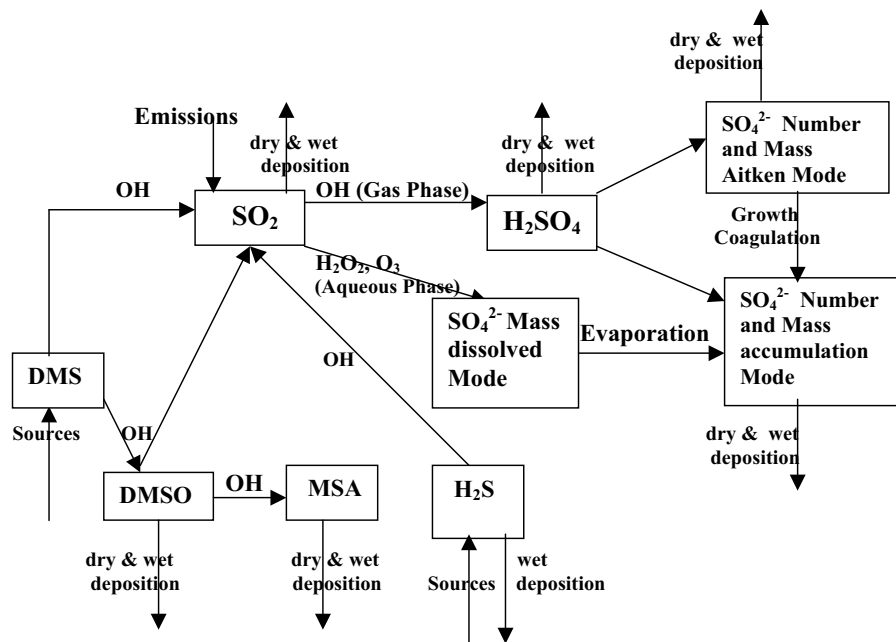 dry & wet
deposition
Emissions
dry & wet
deposition
dry & wet
deposition
SO₄²⁻ Number
and Mass
Aitken Mode
OH
SO₂
OH (Gas Phase)
H₂SO₄
Growth
Coagulation
H₂O₂, O₃
(Aqueous Phase)
SO₄²⁻ Mass
dissolved
Mode
Evaporation
SO₄²⁻ Number
and Mass
accumulation
Mode
OH
DMS
Sources
OH
dry & wet
deposition
DMSO
OH
MSA
H₂S
dry & wet
deposition
dry & wet
deposition
Sources
wet
deposition